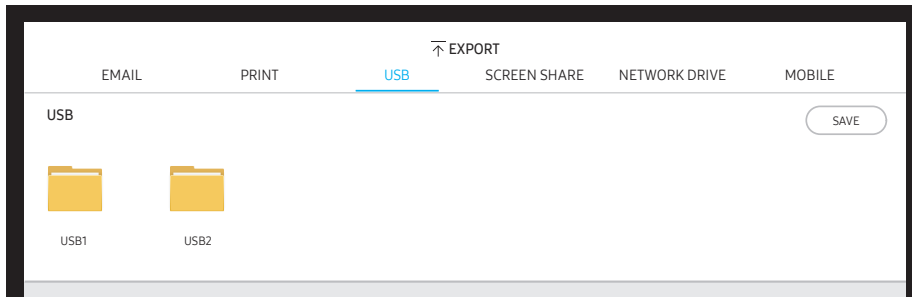 EXPORT
EMAIL PRINT USB SCREEN SHARE NETWORK DRIVE MOBILE
USB SAVE
USB1 USB2